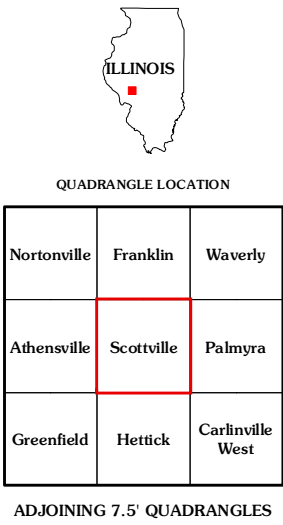 ILLINOIS
QUADRANGLE LOCATION
Nortonville
Franklin
Waverly
Athensville
Scottville
Palmyra
Greenfield
Hettick
Carlinville
West
ADJOINING 7.5' QUADRANGLES